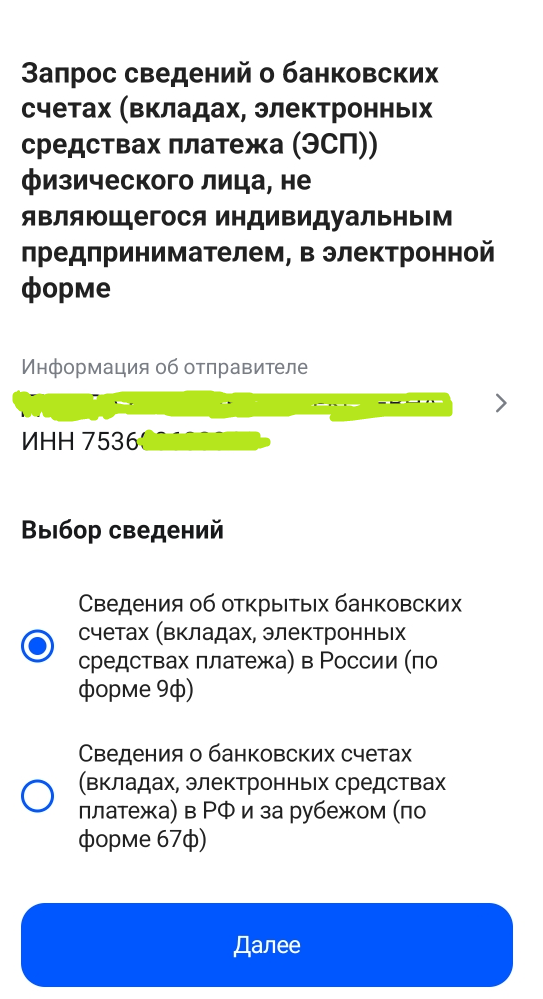 Запрос сведений о банковских
счетах (вкладах, электронных
средствах платежа (ЭСП))
физического лица, не
являющегося индивидуальным
предпринимателем, в электронной
форме
Информация об отправителе
ИНН 7536
Выбор сведений
Сведения об открытых банковских
счетах (вкладах, электронных
средствах платежа) в России (по
форме 9ф)
Сведения о банковских счетах
(вкладах, электронных средствах
платежа) в РФ и за рубежом (по
форме 67ф)
Далее